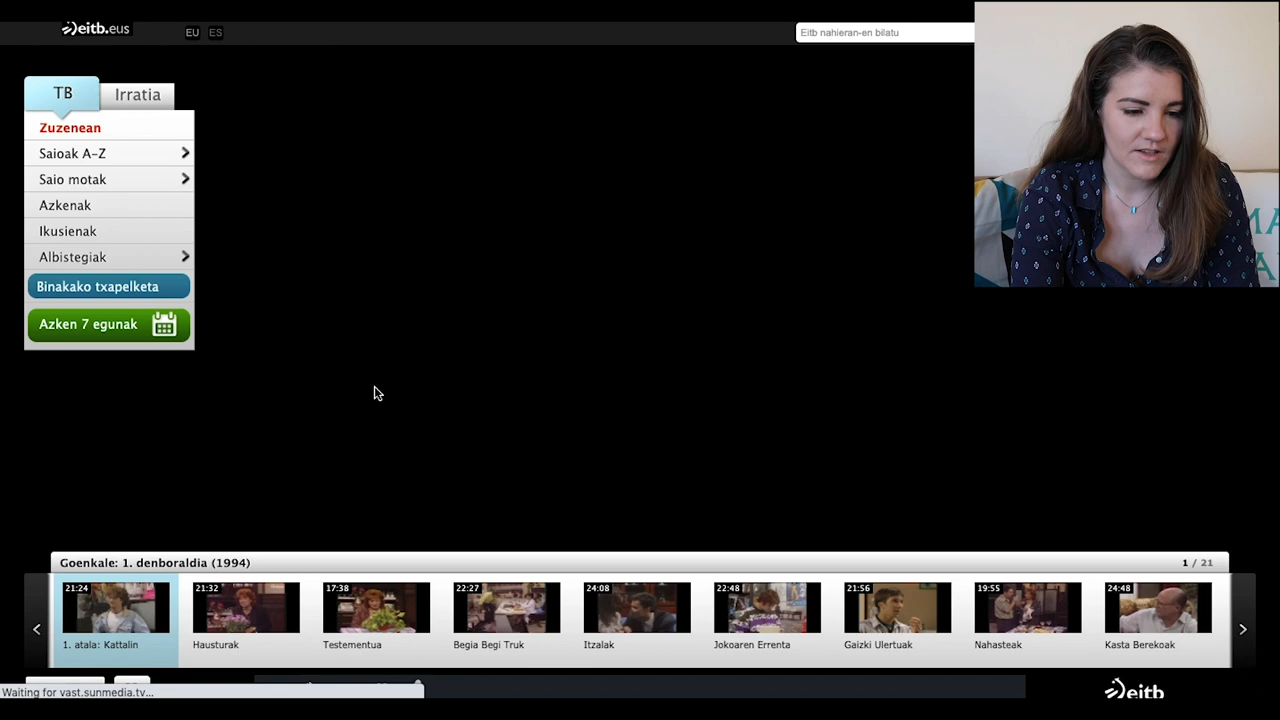 eitb.eus
EU ES
Eitb nahieran-en bilatu
TB Irratia
Zuzenean
Saioak A-Z
Saio motak
Azkenak
Ikusienak
Albistegiak
Binakako txapelketa
Azken 7 egunak
Goenkale: 1. denboraldia (1994)
1 / 21
21:24 21:32 17:38 22:27 24:08 22:48 21:56 19:55 24:48
1. atala: Kattalin Hausturak Testementua Begia Begi Truk Itzalak Jokoaren Errenta Gaizki Ulertuak Nahasteak Kasta Berekoak
Waiting for vast.sunmedia.tv...
eitb